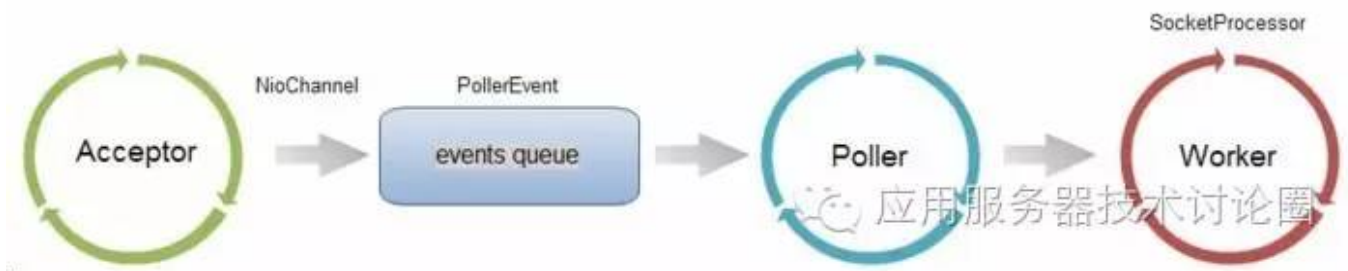 SocketProcessor
NioChannel
PollerEvent
Acceptor
events queue
Poller
Worker
应用服务器技术讨论圈